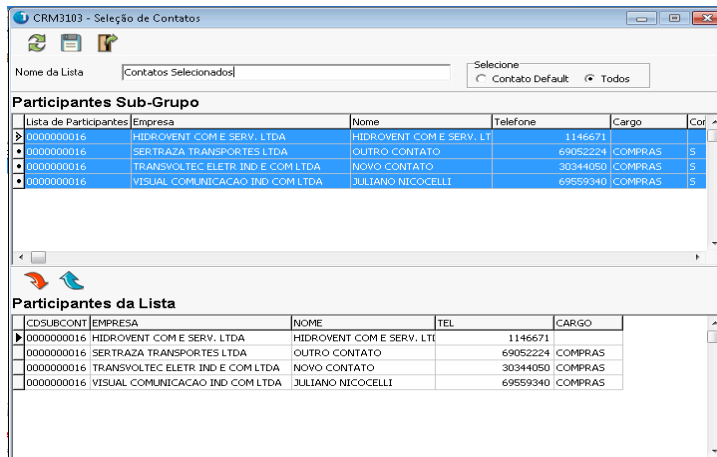 CRM3103 - Seleção de Contatos
Nome da Lista Contatos Selecionados
Selecione
Contato Default Todos
Participantes Sub-Grupo
Lista de Participantes Empresa Nome Telefone Cargo Cor
0000000016 HIDROVENT COM E SERV. LTDA HIDROVENT COM E SERV. LT 1146671
0000000016 SERTRAZA TRANSPORTES LTDA OUTRO CONTATO 69052224 COMPRAS S
0000000016 TRANSVOLTEC ELETR IND E COM LTDA NOVO CONTATO 30344050 COMPRAS S
0000000016 VISUAL COMUNICACAO IND COM LTDA JULIANO NICOCELLI 69559340 COMPRAS S
Participantes da Lista
CDSUBCONT EMPRESA NOME TEL CARGO
0000000016 HIDROVENT COM E SERV. LTDA HIDROVENT COM E SERV. LTI 1146671
0000000016 SERTRAZA TRANSPORTES LTDA OUTRO CONTATO 69052224 COMPRAS
0000000016 TRANSVOLTEC ELETR IND E COM LTDA NOVO CONTATO 30344050 COMPRAS
0000000016 VISUAL COMUNICACAO IND COM LTDA JULIANO NICOCELLI 69559340 COMPRAS